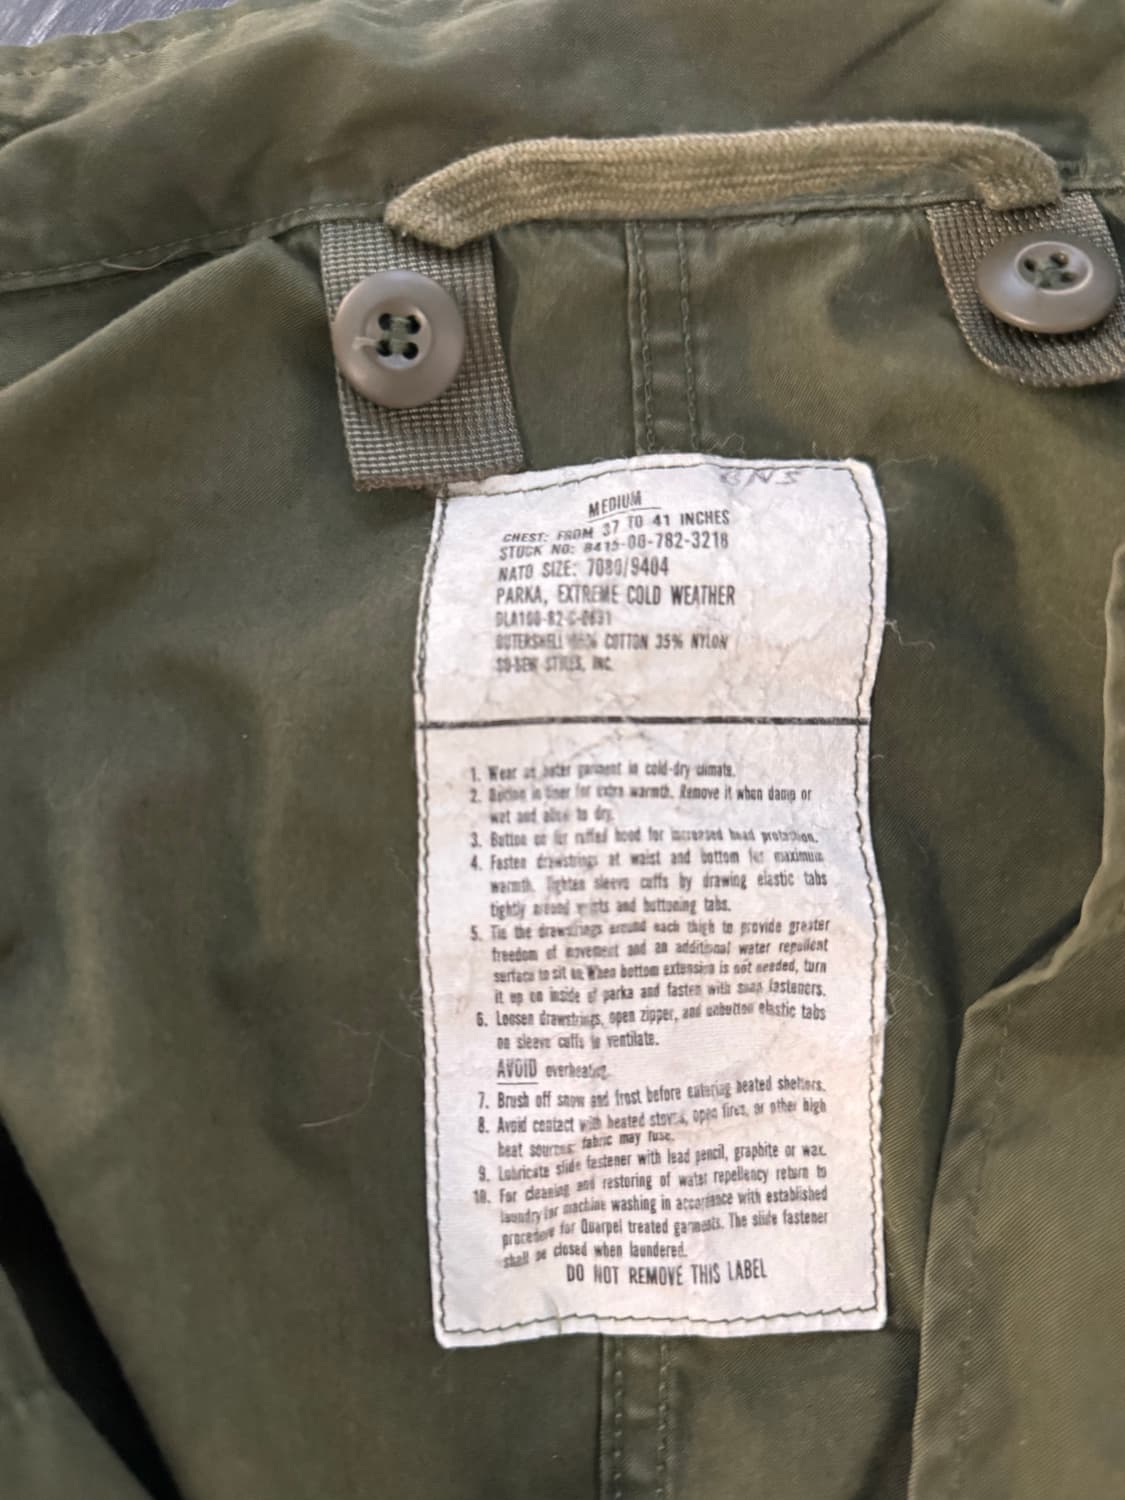 BNS
MEDIUM
CHEST: FROM 37 TO 41 INCHES
STOCK NO: 8415-00-782-3218
NATO SIZE: 7080/9404
PARKA, EXTREME COLD WEATHER
DLA100-82-C-0631
OUTERSHELL COTTON 35% NYLON
SO-SEW STYLES, INC.
1. Wear as outer garment in cold-dry climate.
2. Button in liner for extra warmth. Remove it when damp or
wet and allow to dry.
3. Button on fur ruffed hood for increased head protection.
4. Fasten drawstrings at waist and bottom for maximum
warmth. Tighten sleeve cuffs by drawing elastic tabs
tightly around wrists and buttoning tabs.
5. Tie the drawstrings around each thigh to provide greater
freedom of movement and an additional water repellent
surface to sit on. When bottom extension is not needed, turn
it up on inside of parka and fasten with snap fasteners.
6. Loosen drawstrings, open zipper, and unbutton elastic tabs
on sleeve cuffs to ventilate.
AVOID overheating.
7. Brush off snow and frost before entering heated shelters.
8. Avoid contact with heated stoves, open fires, or other high
heat sources; fabric may fuse.
9. Lubricate slide fastener with lead pencil, graphite or wax.
10. For cleaning and restoring of water repellency return to
laundry for machine washing in accordance with established
procedure for Quarpel treated garments. The slide fastener
shall be closed when laundered.
DO NOT REMOVE THIS LABEL